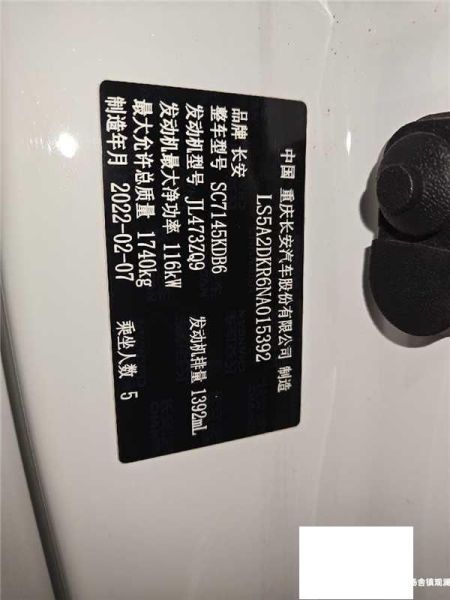 中国 重庆长安汽车股份有限公司 制造
LS5A2DKR6NA015392
品牌 长安
整车型号 SC7145KDB6
发动机型号 JL473ZQ9 发动机排量 1392mL
发动机最大净功率 116kW
最大允许总质量 1740kg
制造年月 2022-02-07 乘坐人数 5